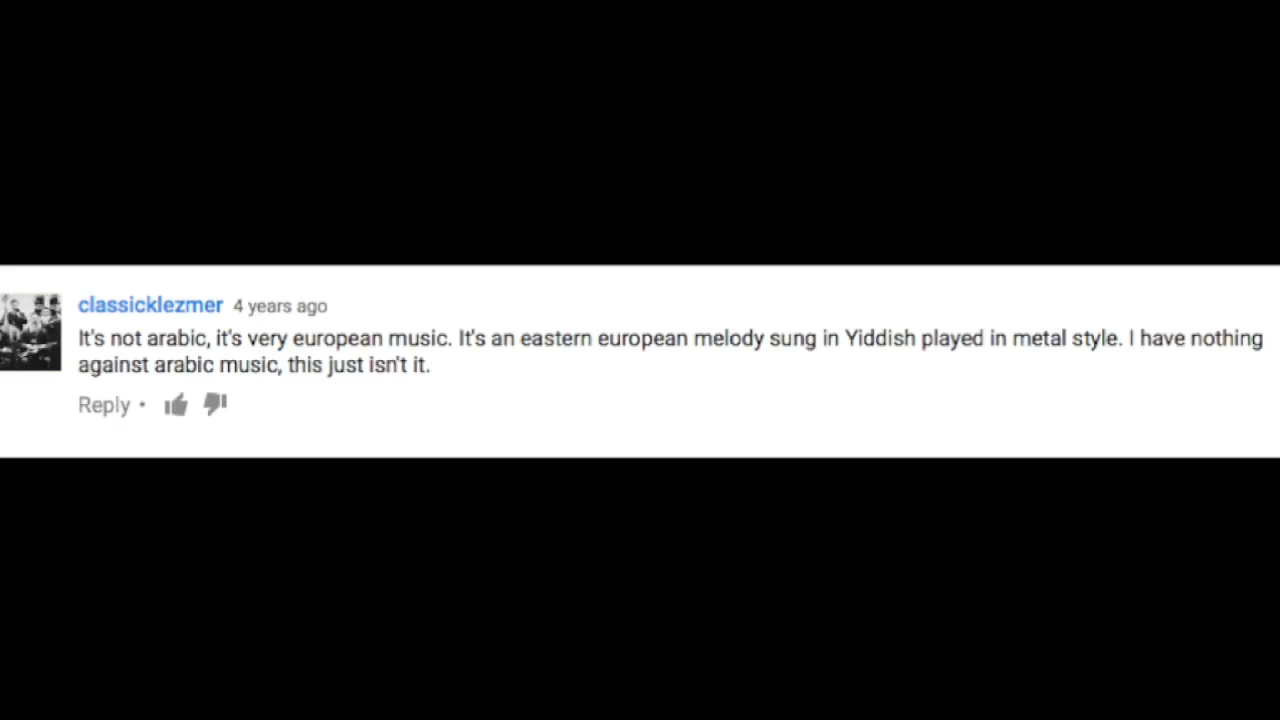 classicklezmer 4 years ago
It's not arabic, it's very european music. It's an eastern european melody sung in Yiddish played in metal style. I have nothing
against arabic music, this just isn't it.
Reply •